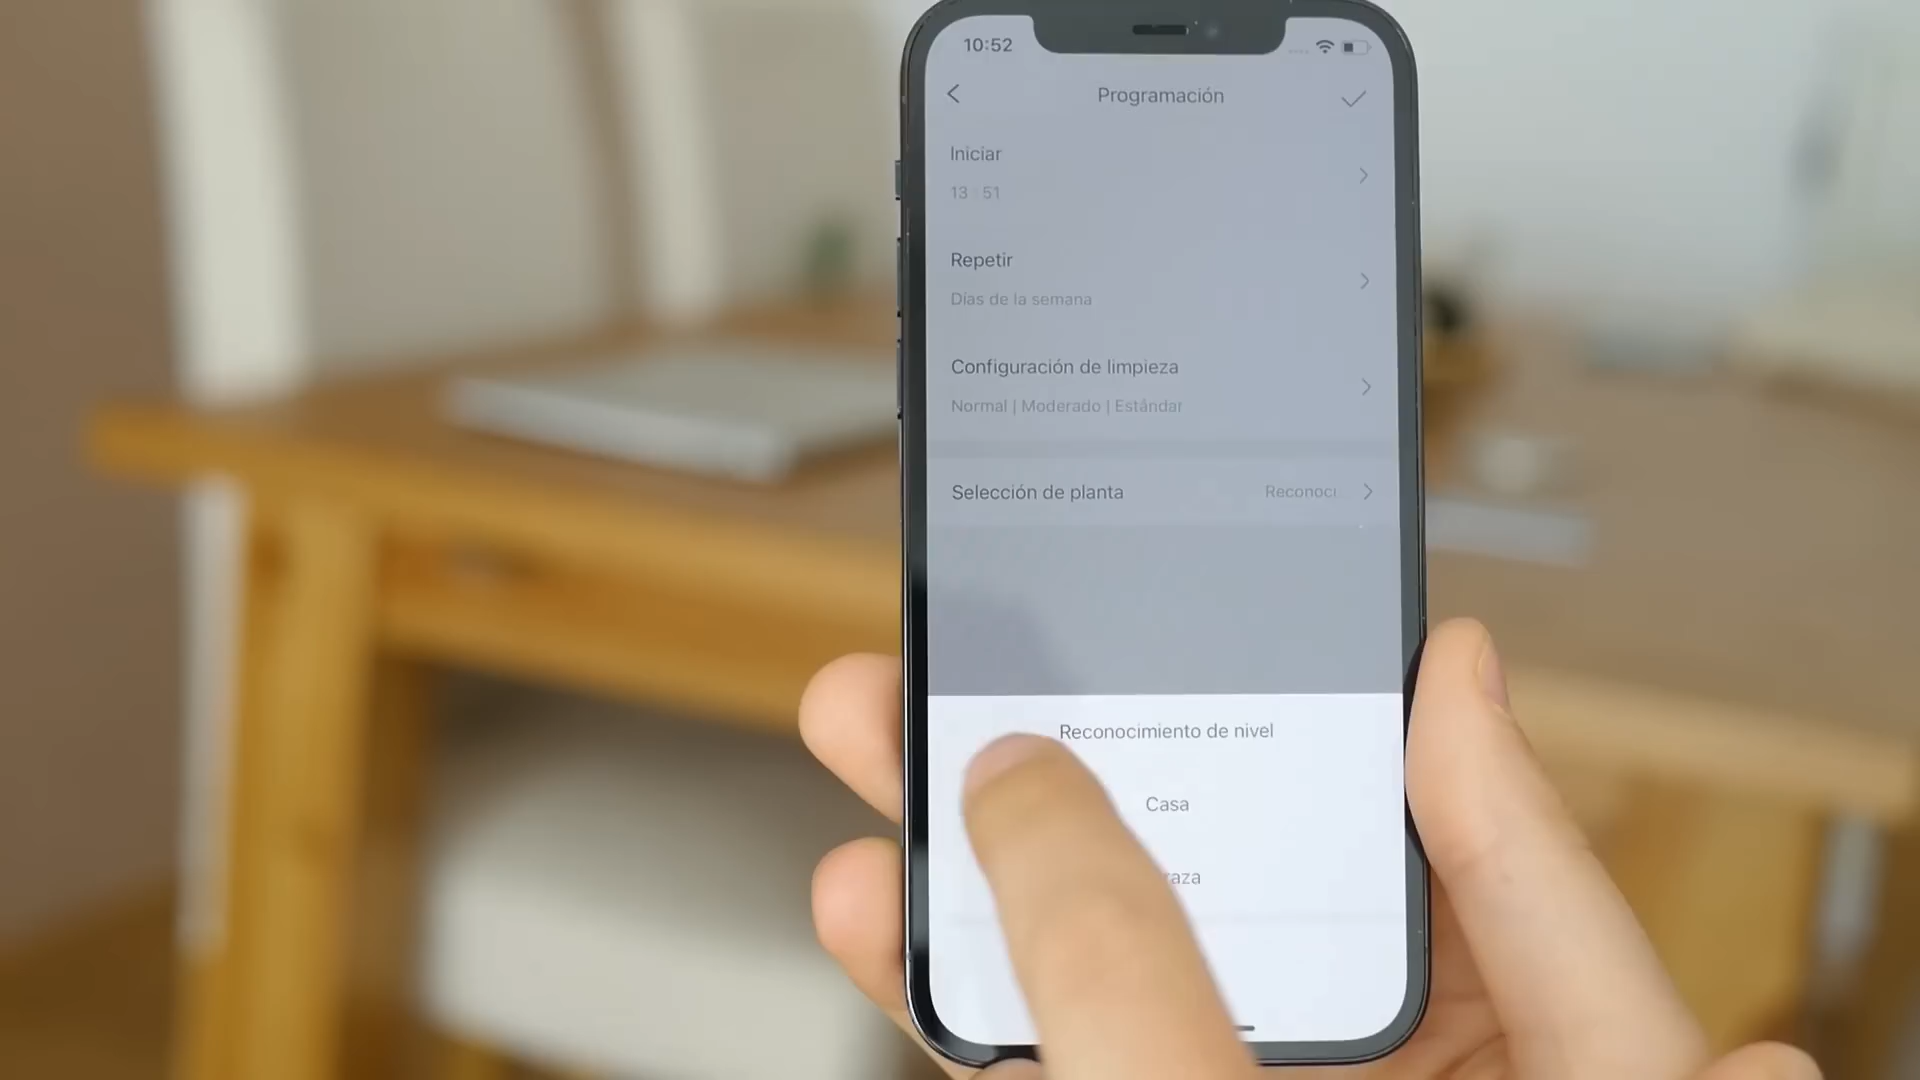 10:52
Programación
Iniciar
13 : 51
Repetir
Días de la semana
Configuración de limpieza
Normal | Moderado | Estándar
Selección de planta
Reconoci...
Reconocimiento de nivel
Casa